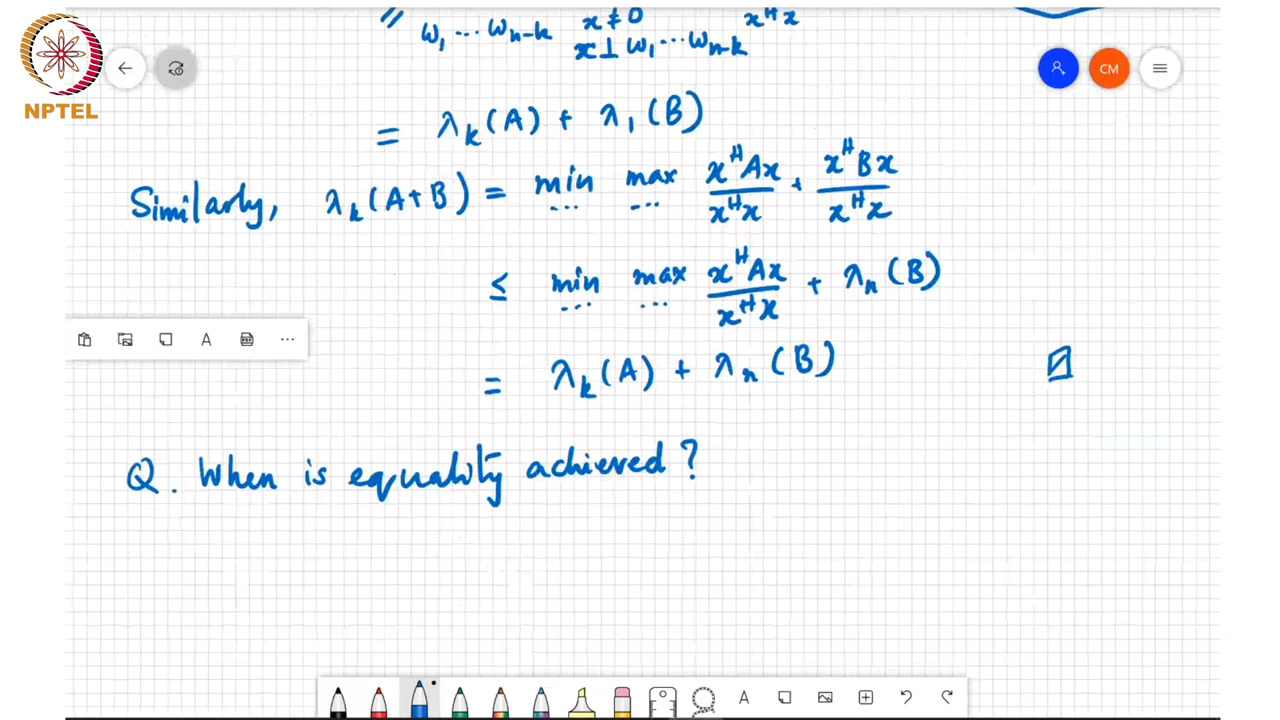 ω₁ ⋯ ωₙ₋ₖ x ≠ 0 xᴴx
x ⊥ ω₁ ⋯ ωₙ₋ₖ
NPTEL
CM
= λₖ(A) + λ₁(B)
Similarly, λₖ(A+B) = min ... max ... xᴴAx / xᴴx + xᴴBx / xᴴx
≤ min ... max ... xᴴAx / xᴴx + λₙ(B)
= λₖ(A) + λₙ(B)
Q. When is equality achieved?